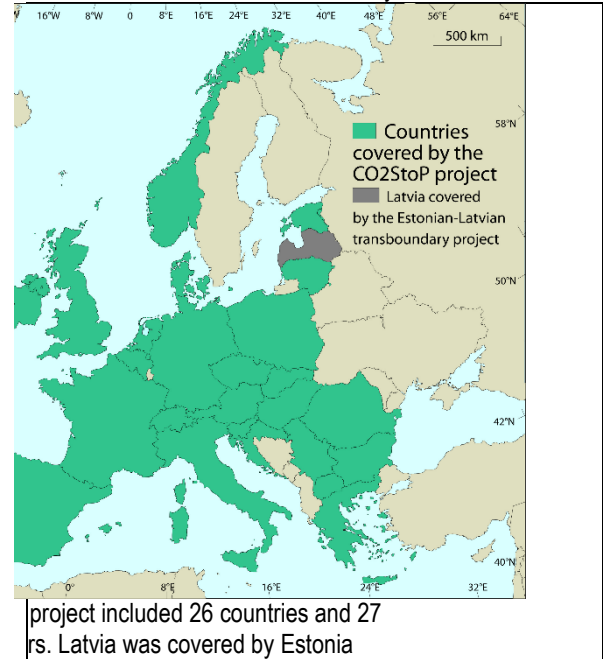 16°W 8°W 0 8°E 16°E 24°E 32°E 40°E 48°E 56°E 64°E
500 km
58°N
Countries
covered by the
CO2StoP project
Latvia covered
by the Estonian-Latvian
transboundary project
50°N
42°N
40°N
0° 8°E 16°E 24°E 32°E
project included 26 countries and 27
rs. Latvia was covered by Estonia